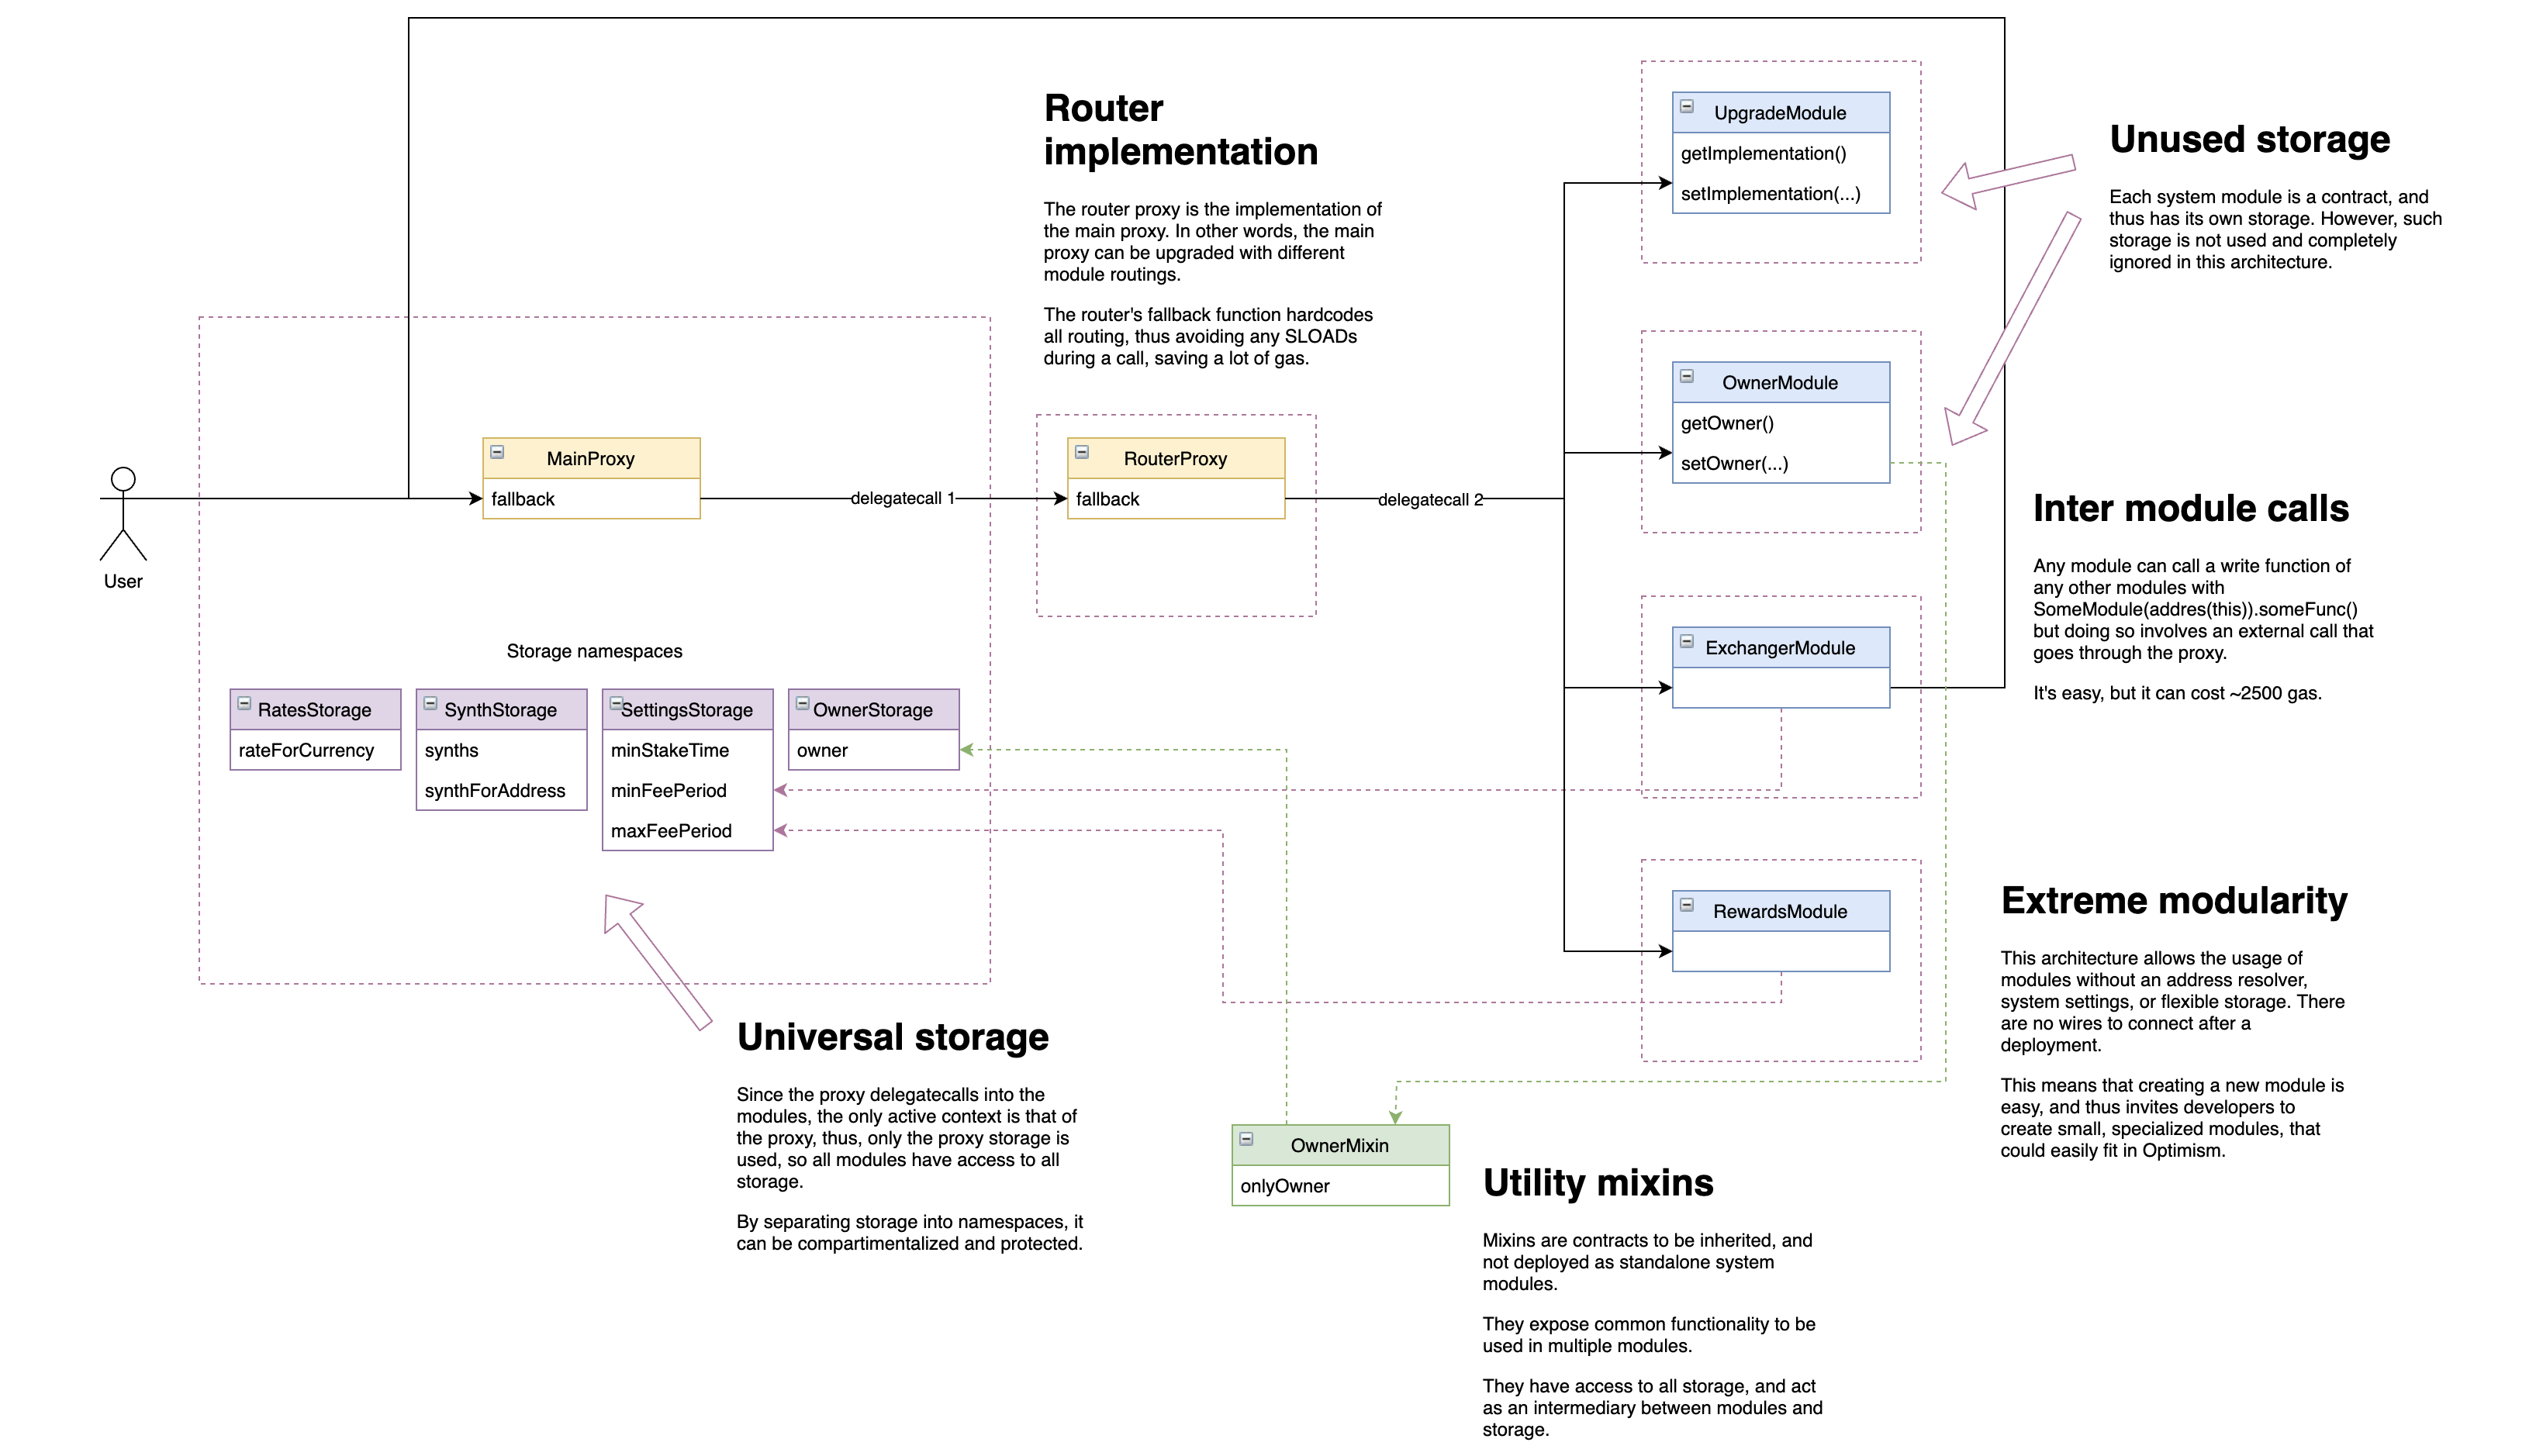 Router
implementation
The router proxy is the implementation of
the main proxy. In other words, the main
proxy can be upgraded with different
module routings.
The router's fallback function hardcodes
all routing, thus avoiding any SLOADs
during a call, saving a lot of gas.
UpgradeModule
getImplementation()
setImplementation(...)
Unused storage
Each system module is a contract, and
thus has its own storage. However, such
storage is not used and completely
ignored in this architecture.
OwnerModule
getOwner()
setOwner(...)
User
MainProxy
fallback
delegatecall 1
RouterProxy
fallback
delegatecall 2
Inter module calls
Any module can call a write function of
any other modules with
SomeModule(addres(this)).someFunc()
but doing so involves an external call that
goes through the proxy.
It's easy, but it can cost ~2500 gas.
ExchangerModule
Storage namespaces
RatesStorage
rateForCurrency
SynthStorage
synths
synthForAddress
SettingsStorage
minStakeTime
minFeePeriod
maxFeePeriod
OwnerStorage
owner
RewardsModule
Extreme modularity
This architecture allows the usage of
modules without an address resolver,
system settings, or flexible storage. There
are no wires to connect after a
deployment.
This means that creating a new module is
easy, and thus invites developers to
create small, specialized modules, that
could easily fit in Optimism.
Universal storage
Since the proxy delegatecalls into the
modules, the only active context is that of
the proxy, thus, only the proxy storage is
used, so all modules have access to all
storage.
By separating storage into namespaces, it
can be compartimentalized and protected.
OwnerMixin
onlyOwner
Utility mixins
Mixins are contracts to be inherited, and
not deployed as standalone system
modules.
They expose common functionality to be
used in multiple modules.
They have access to all storage, and act
as an intermediary between modules and
storage.